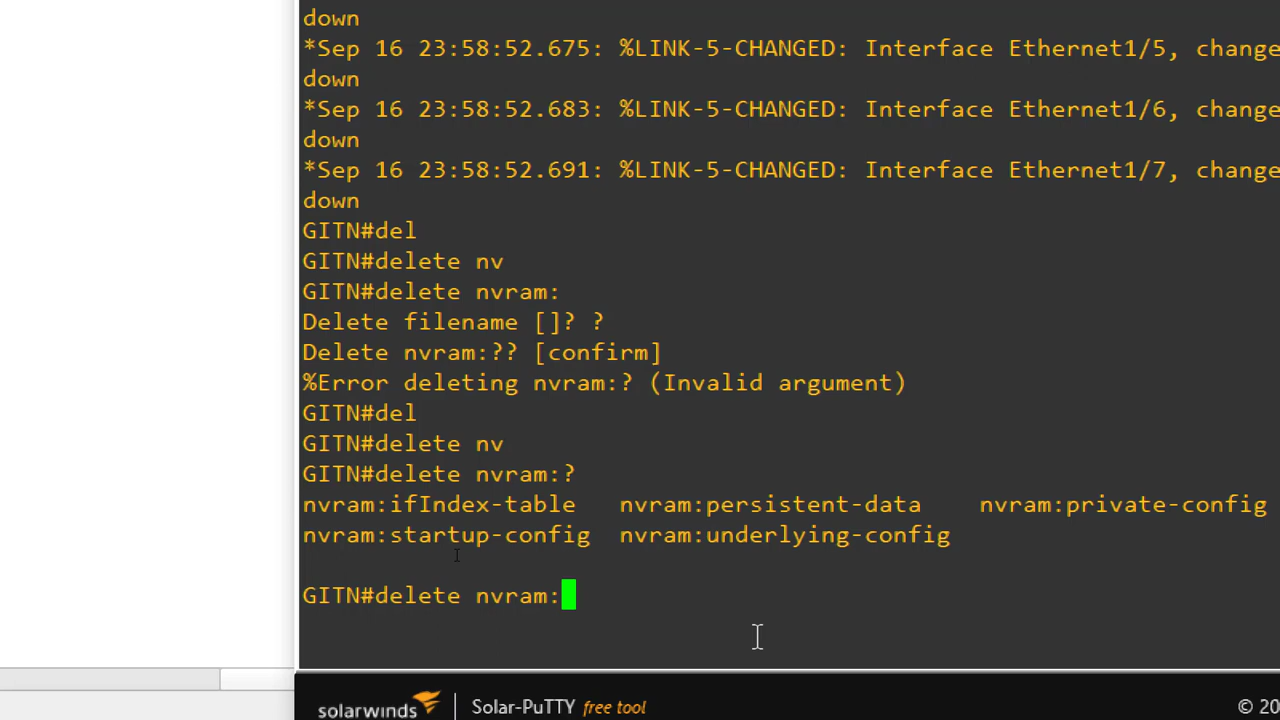 down
*Sep 16 23:58:52.675: %LINK-5-CHANGED: Interface Ethernet1/5, change
down
*Sep 16 23:58:52.683: %LINK-5-CHANGED: Interface Ethernet1/6, change
down
*Sep 16 23:58:52.691: %LINK-5-CHANGED: Interface Ethernet1/7, change
down
GITN#del
GITN#delete nv
GITN#delete nvram:
Delete filename []? ?
Delete nvram:?? [confirm]
%Error deleting nvram:? (Invalid argument)
GITN#del
GITN#delete nv
GITN#delete nvram:?
nvram:ifIndex-table nvram:persistent-data nvram:private-config
nvram:startup-config nvram:underlying-config
GITN#delete nvram:
solarwinds Solar-PuTTY free tool © 20